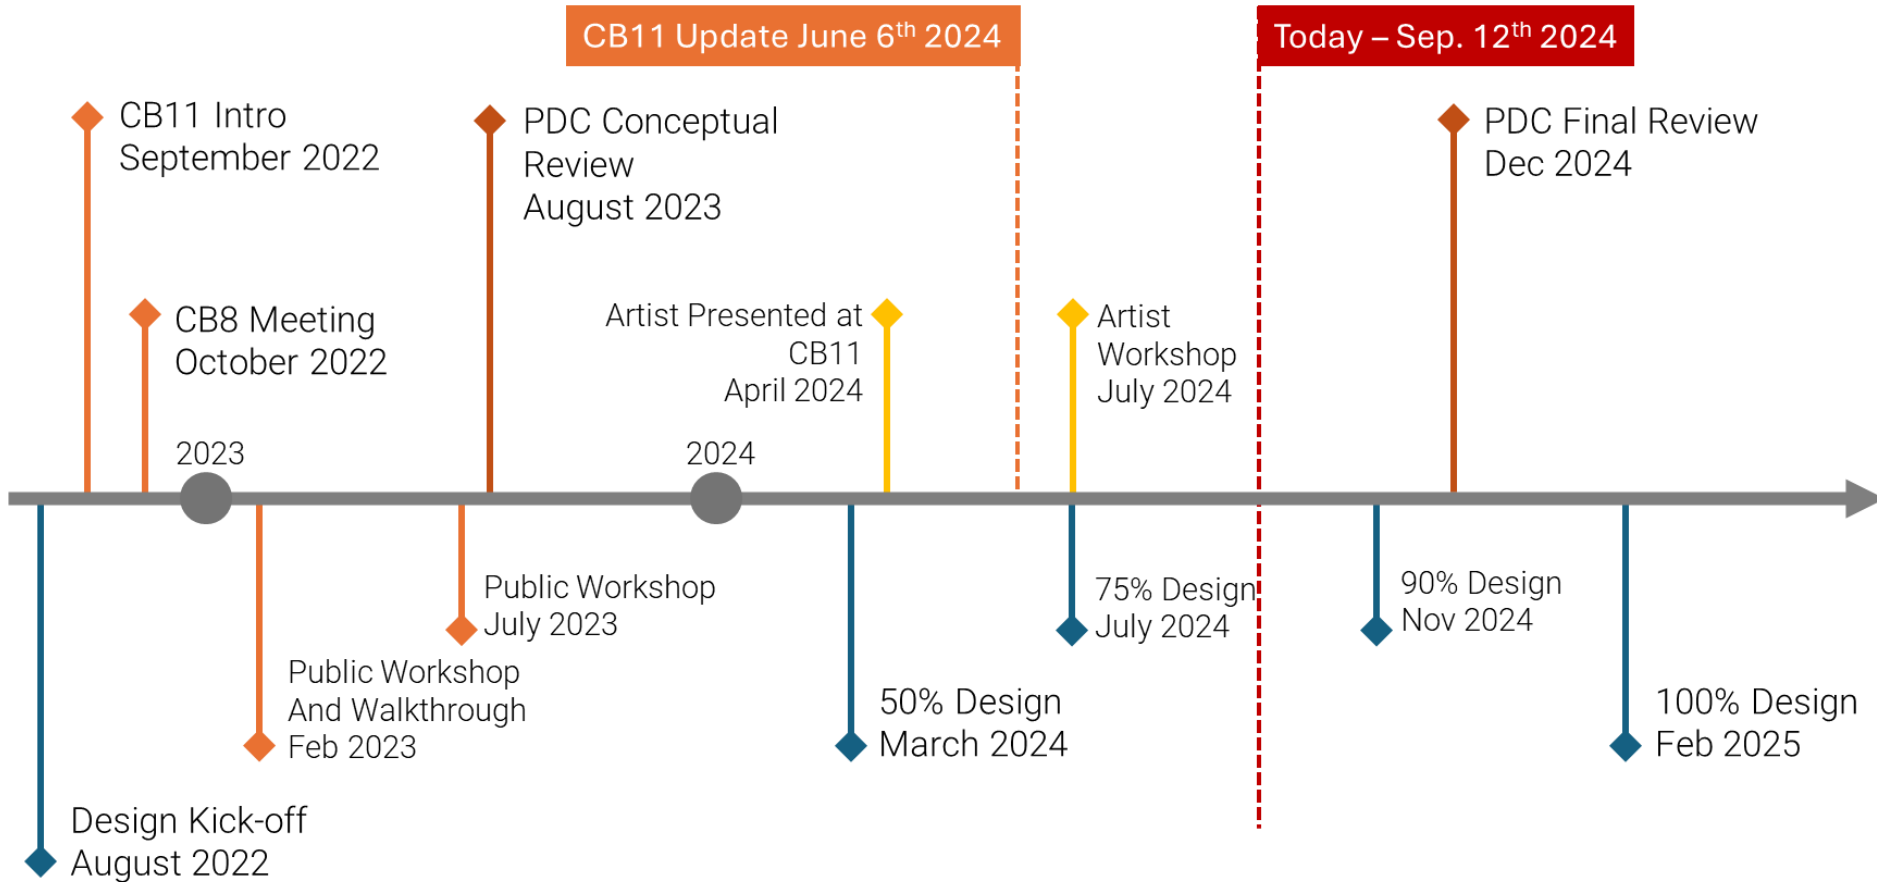 CB11 Update June 6th 2024
Today – Sep. 12th 2024
CB11 Intro
September 2022
PDC Conceptual
Review
August 2023
PDC Final Review
Dec 2024
CB8 Meeting
October 2022
Artist Presented at
CB11
April 2024
Artist
Workshop
July 2024
2023
2024
Public Workshop
July 2023
75% Design
July 2024
90% Design
Nov 2024
Public Workshop
And Walkthrough
Feb 2023
50% Design
March 2024
100% Design
Feb 2025
Design Kick-off
August 2022